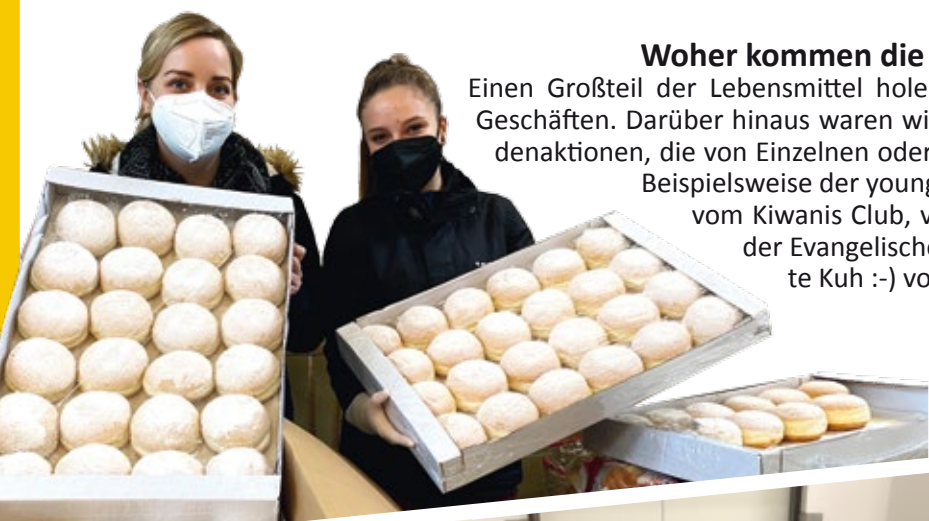 Woher kommen die
Einen Großteil der Lebensmittel hole
Geschäften. Darüber hinaus waren wi
denaktionen, die von Einzelnen oder
Beispielsweise der young
vom Kiwanis Club, v
der Evangelische
te Kuh :-) vo